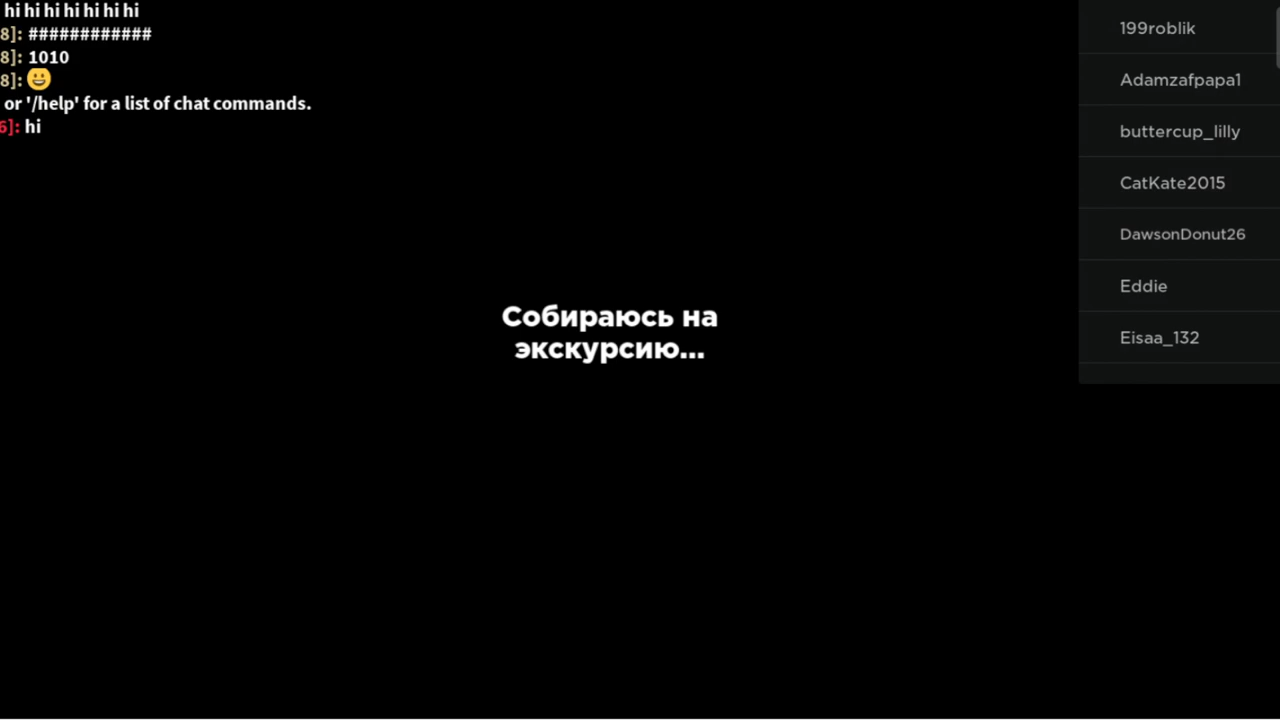 hi hi hi hi hi hi hi
8]: ############
8]: 1010
8]: 😀
or '/help' for a list of chat commands.
6]: hi
Собираюсь на
экскурсию...
199roblik
Adamzafpapa1
buttercup_lilly
CatKate2015
DawsonDonut26
Eddie
Eisaa_132